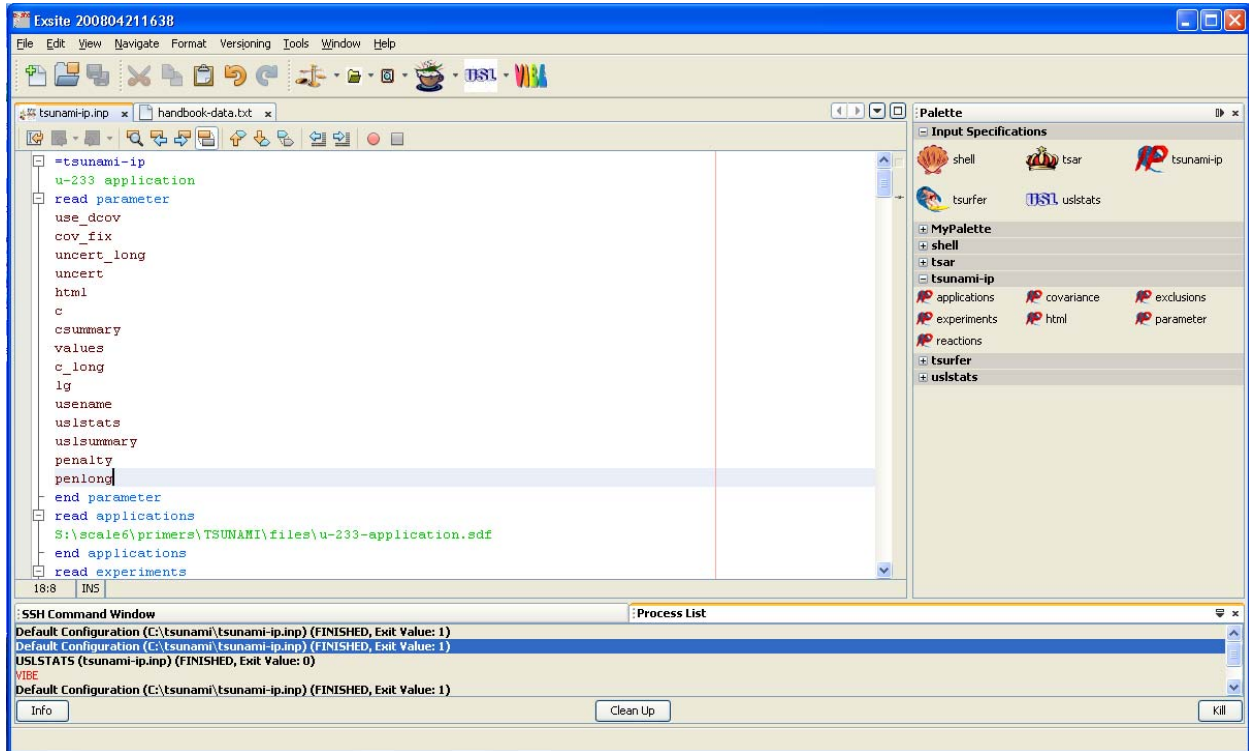 Exsite 200804211638
File Edit View Navigate Format Versioning Tools Window Help
USL
tsunami-ip.inp x handbook-data.txt x
=tsunami-ip
u-233 application
read parameter
use_dcov
cov_fix
uncert_long
uncert
html
c
csummary
values
c_long
lg
usename
uslstats
uslsummary
penalty
penlong
end parameter
read applications
S:\scale6\primers\TSUNAMI\files\u-233-application.sdf
end applications
read experiments
18:8 INS
Palette
Input Specifications
shell tsar tsunami-ip
tsurfer USL uslstats
MyPalette
shell
tsar
tsunami-ip
applications covariance exclusions
experiments html parameter
reactions
tsurfer
uslstats
SSH Command Window Process List
Default Configuration (C:\tsunami\tsunami-ip.inp) (FINISHED, Exit Value: 1)
Default Configuration (C:\tsunami\tsunami-ip.inp) (FINISHED, Exit Value: 1)
USLSTATS (tsunami-ip.inp) (FINISHED, Exit Value: 0)
VIBE
Default Configuration (C:\tsunami\tsunami-ip.inp) (FINISHED, Exit Value: 1)
Info Clean Up Kill